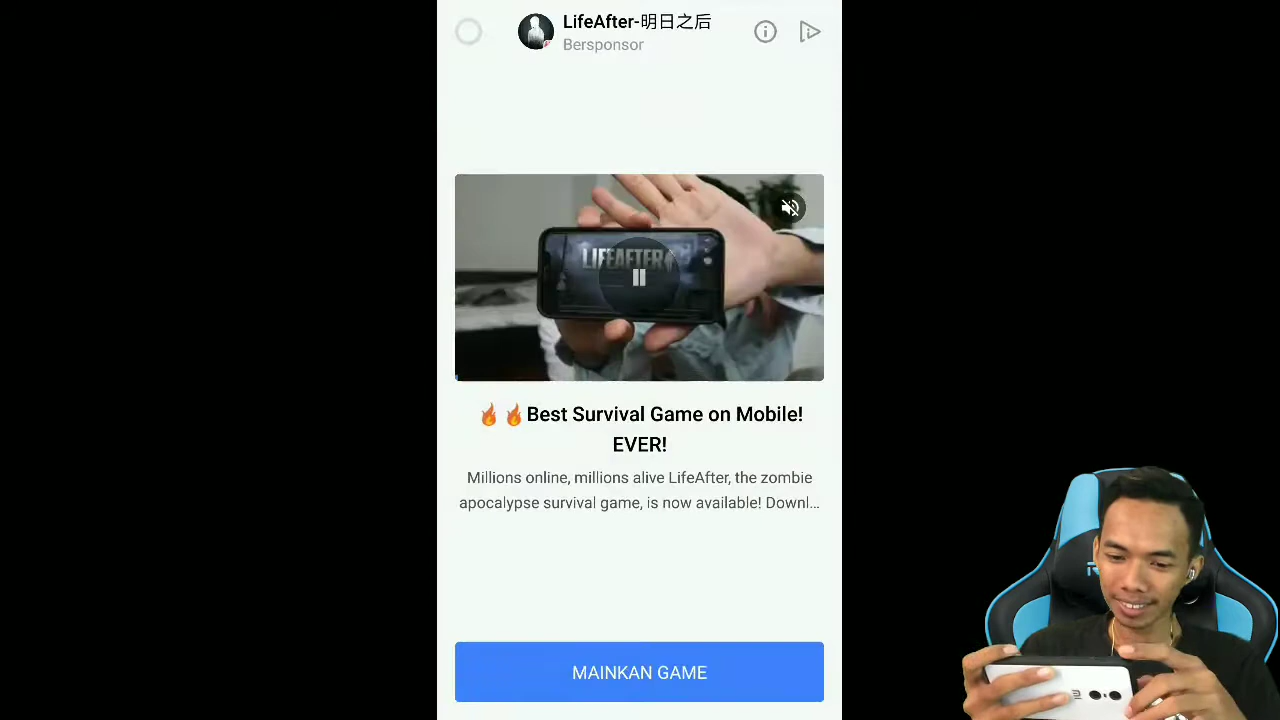 LifeAfter-明日之后
Bersponsor
LIFEAFTER
🔥🔥Best Survival Game on Mobile!
EVER!
Millions online, millions alive LifeAfter, the zombie
apocalypse survival game, is now available! Downl...
MAINKAN GAME